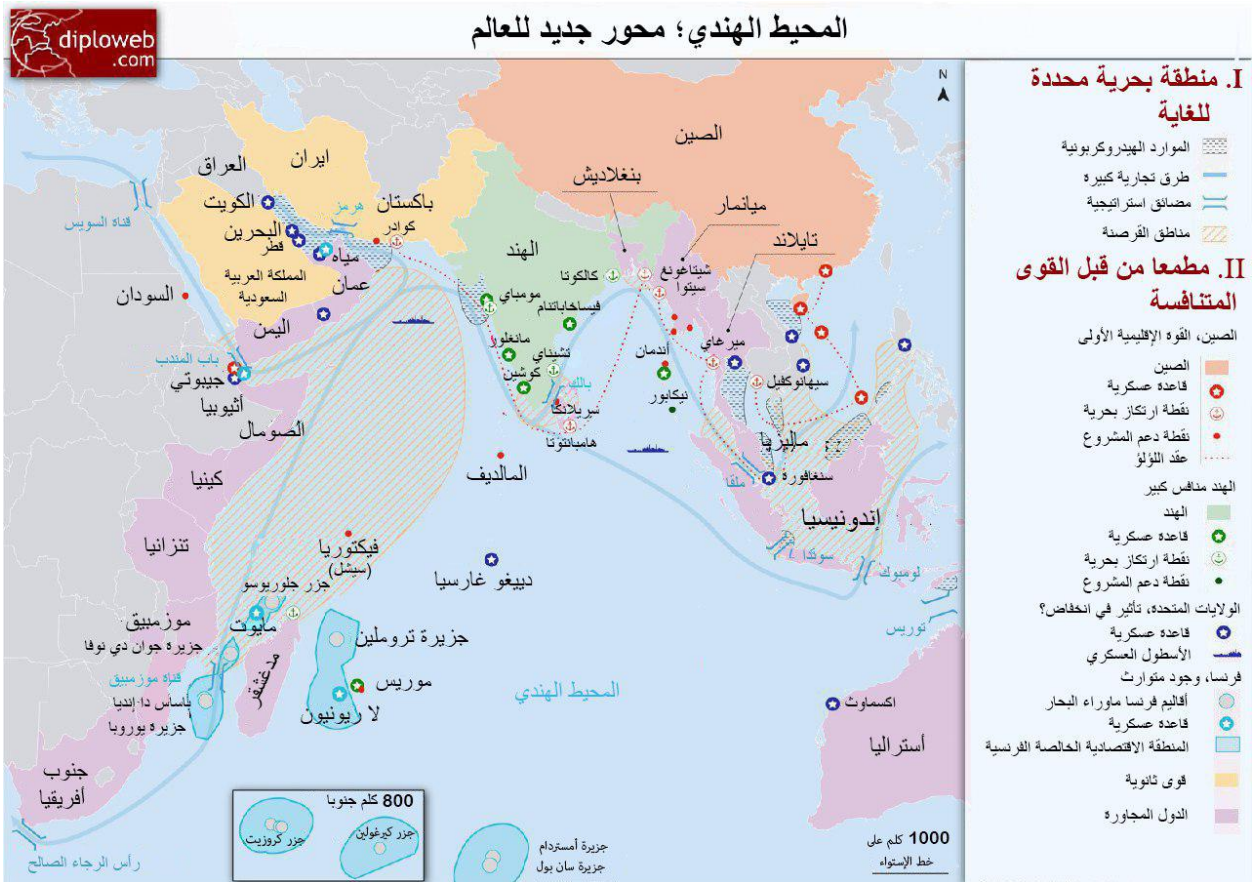 diploweb
.com
المحيط الهندي؛ محور جديد للعالم
I. منطقة بحرية محددة
للغاية
الموارد الهيدروكربونية
طرق تجارية كبيرة
مضائق استراتيجية
مناطق القرصنة
II. مطمعا من قبل القوى
المتنافسة
الصين، القوه الإقليمية الأولى
الصين
قاعدة عسكرية
نقطة ارتكاز بحرية
نقطة دعم المشروع
عقد اللؤلؤ
الهند منافس كبير
الهند
قاعدة عسكرية
نقطة ارتكاز بحرية
نقطة دعم المشروع
الولايات المتحدة، تأثير في انخفاض؟
قاعدة عسكرية
الأسطول العسكري
فرنسا، وجود متوارث
أقاليم فرنسا ماوراء البحار
قاعدة عسكرية
المنطقة الاقتصادية الخالصة الفرنسية
قوى ثانوية
الدول المجاورة
N
الصين
ايران
العراق
بنغلاديش
الكويت
هرمز
باكستان
كوادر
ميانمار
قناة السويس
البحرين
قطر
الهند
تايلاند
مياه
عمان
كالكوتا
شيتاغونغ
سيتوا
المملكة العربية
السعودية
السودان
مومباي
فيساخاباتنام
اليمن
مانغلور
ميرغاي
باب المندب
تشيناي
أندمان
جيبوتي
كوشين
بالك
سيهانوكفيل
أثيوبيا
نيكابور
سريلانكا
الصومال
هامبانتوتا
ماليزيا
كينيا
المالديف
ملقا
سنغافورة
إندونيسيا
تنزانيا
فيكتوريا
(سيشل)
سوندا
لومبوك
دييغو غارسيا
جزر جلوريوسو
موزمبيق
مايوت
توريس
جزيرة تروملين
جزيرة جوان دي نوفا
مدغشقر
قناة موزمبيق
موريس
المحيط الهندي
باساس دا إنديا
لا ريونيون
اكسماوث
جزيرة يوروبا
أستراليا
جنوب
أفريقيا
800 كلم جنوبا
جزر كروزيت
جزر كيرغولين
جزيرة أمستردام
جزيرة سان بول
1000 كلم على
خط الإستواء
رأس الرجاء الصالح